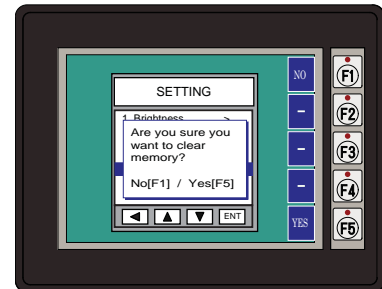 SETTING
1 Brightness >
Are you sure you
want to clear
memory?
No[F1] / Yes[F5]
ENT
NO
–
–
–
YES
F1
F2
F3
F4
F5